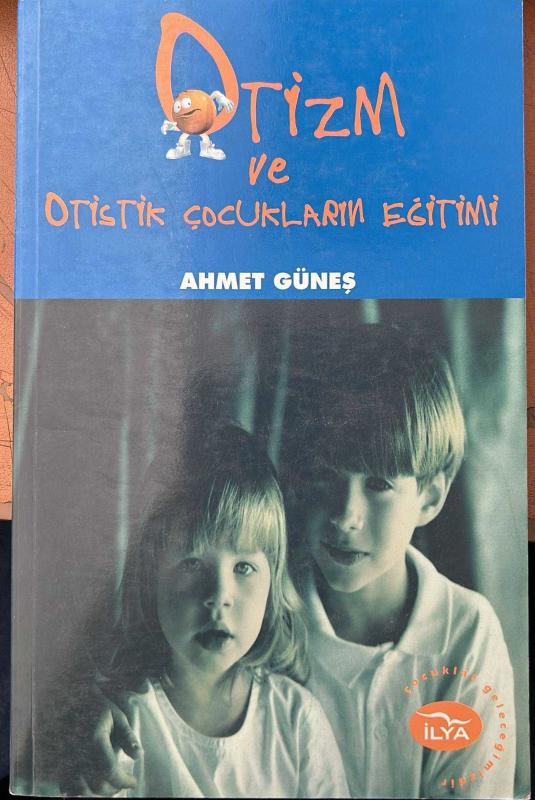 OTİZM
ve
OTİSTİK ÇOCUKLARIN EĞİTİMİ
AHMET GÜNEŞ
çocuklar geleceğimizdir
İLYA